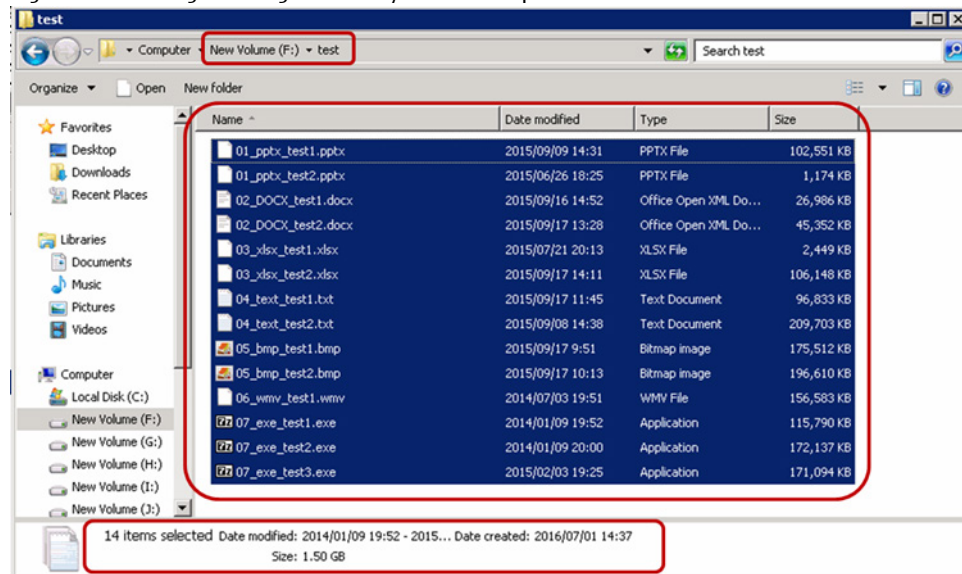 test
Computer New Volume (F:) test
Search test
Organize Open New folder
Name Date modified Type Size
Favorites
Desktop
Downloads
Recent Places
Libraries
Documents
Music
Pictures
Videos
Computer
Local Disk (C:)
New Volume (F:)
New Volume (G:)
New Volume (H:)
New Volume (I:)
New Volume (J:)
01_pptx_test1.pptx 2015/09/09 14:31 PPTX File 102,551 KB
01_pptx_test2.pptx 2015/06/26 18:25 PPTX File 1,174 KB
02_DOCX_test1.docx 2015/09/16 14:52 Office Open XML Do... 26,986 KB
02_DOCX_test2.docx 2015/09/17 13:28 Office Open XML Do... 45,352 KB
03_xlsx_test1.xlsx 2015/07/21 20:13 XLSX File 2,449 KB
03_xlsx_test2.xlsx 2015/09/17 14:11 XLSX File 106,148 KB
04_text_test1.txt 2015/09/17 11:45 Text Document 96,833 KB
04_text_test2.txt 2015/09/08 14:38 Text Document 209,703 KB
05_bmp_test1.bmp 2015/09/17 9:51 Bitmap image 175,512 KB
05_bmp_test2.bmp 2015/09/17 10:13 Bitmap image 196,610 KB
06_wmv_test1.wmv 2014/07/03 19:51 WMV File 156,583 KB
07_exe_test1.exe 2014/01/09 19:52 Application 115,790 KB
07_exe_test2.exe 2014/01/09 20:00 Application 172,137 KB
07_exe_test3.exe 2015/02/03 19:25 Application 171,094 KB
14 items selected Date modified: 2014/01/09 19:52 - 2015... Date created: 2016/07/01 14:37
Size: 1.50 GB